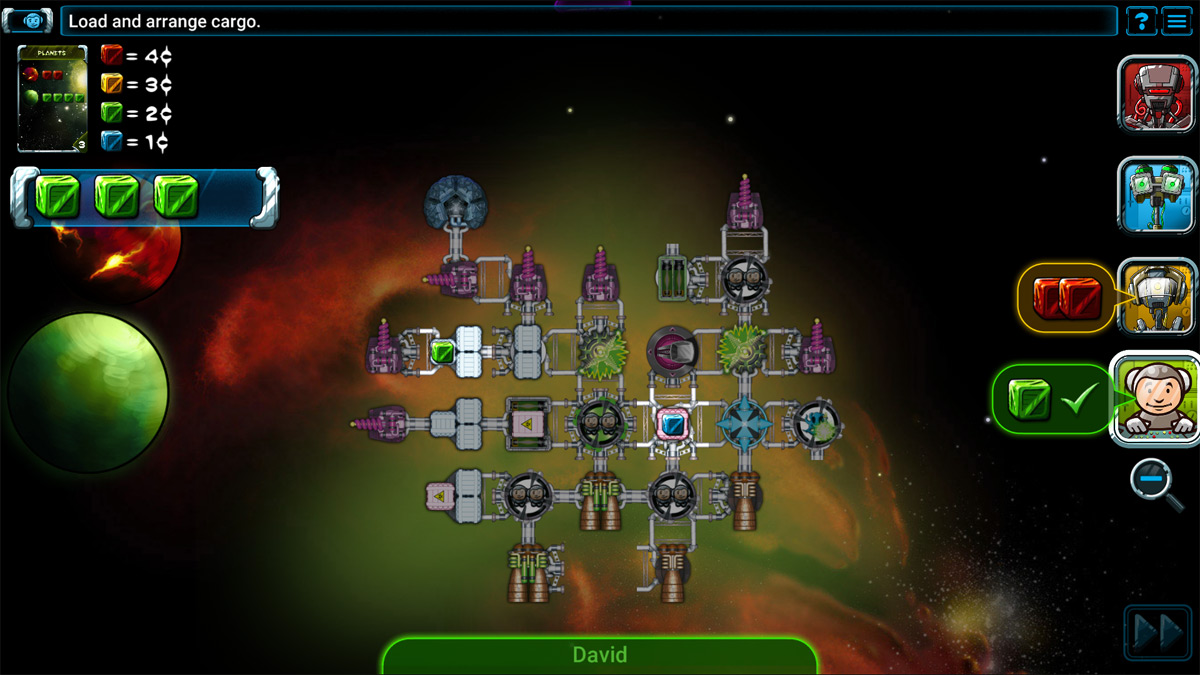 Load and arrange cargo.
?
PLANETS
= 4¢
= 3¢
= 2¢
= 1¢
3
David